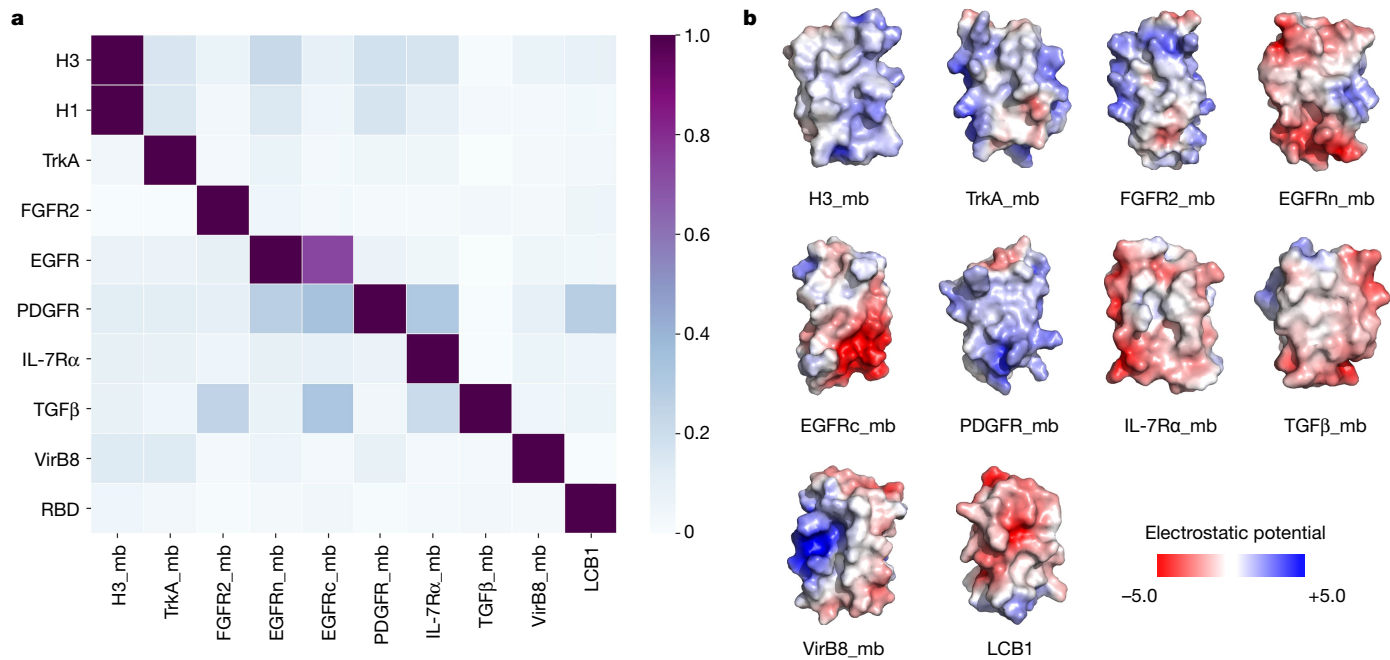 a
H3
H1
TrkA
FGFR2
EGFR
PDGFR
IL-7Rα
TGFβ
VirB8
RBD
H3_mb
TrkA_mb
FGFR2_mb
EGFRn_mb
EGFRc_mb
PDGFR_mb
IL-7Rα_mb
TGFβ_mb
VirB8_mb
LCB1
1.0
0.8
0.6
0.4
0.2
0
b
H3_mb TrkA_mb FGFR2_mb EGFRn_mb
EGFRc_mb PDGFR_mb IL-7Rα_mb TGFβ_mb
VirB8_mb LCB1
Electrostatic potential
−5.0 +5.0